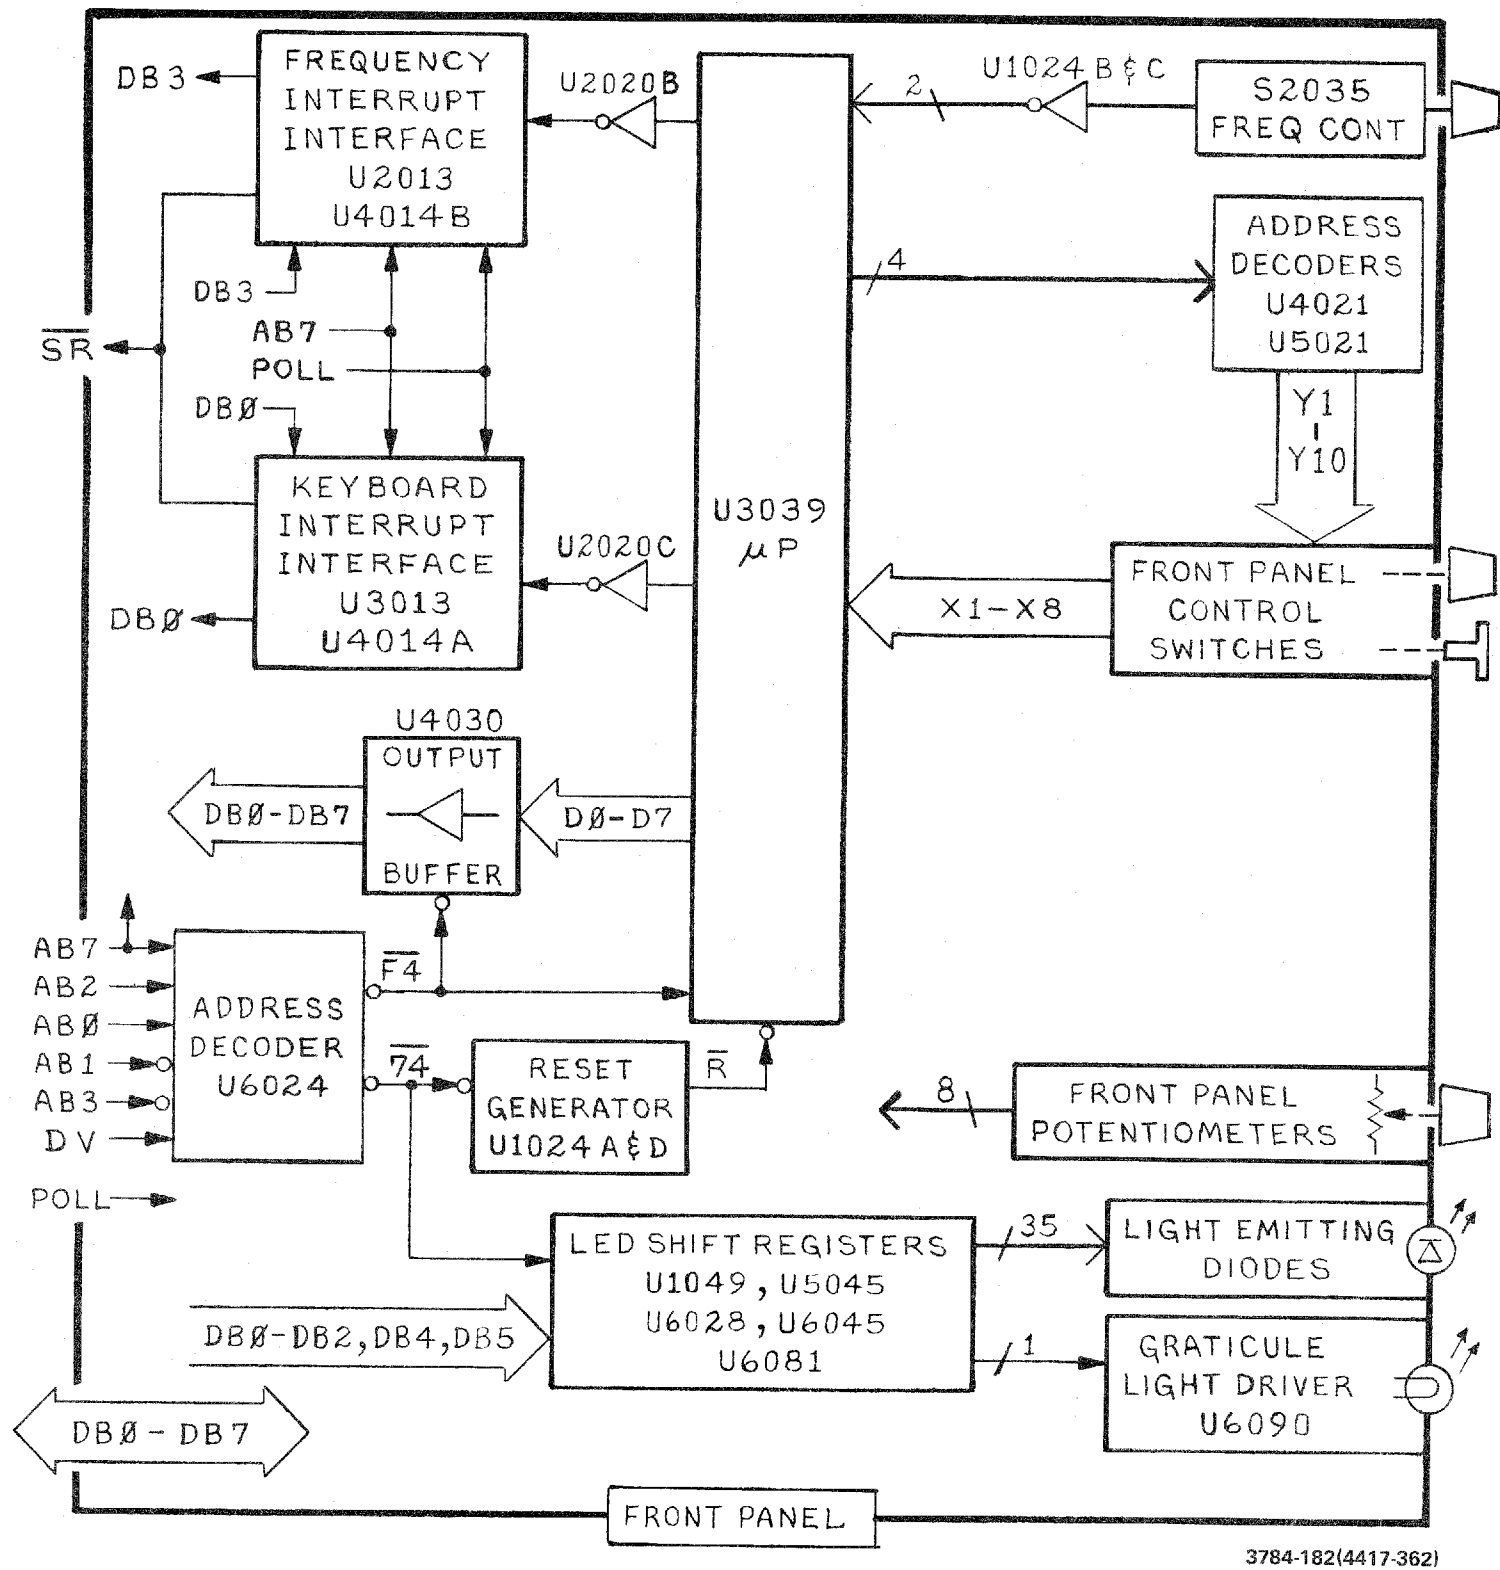 DB3
FREQUENCY
INTERRUPT
INTERFACE
U2013
U4014B
U2020B
2
U1024 B & C
S2035
FREQ CONT
4
ADDRESS
DECODERS
U4021
U5021
Y1
Y10
DB3
AB7
POLL
DBØ
S̅R̅
KEYBOARD
INTERRUPT
INTERFACE
U3013
U4014A
DBØ
U2020C
U3039
µP
X1-X8
FRONT PANEL
CONTROL
SWITCHES
U4030
OUTPUT
BUFFER
DBØ-DB7
DØ-D7
AB7
AB2
ABØ
AB1
AB3
DV
POLL
ADDRESS
DECODER
U6024
F̅4̅
7̅4̅
RESET
GENERATOR
U1024 A & D
R̅
8
FRONT PANEL
POTENTIOMETERS
LED SHIFT REGISTERS
U1049, U5045
U6028, U6045
U6081
35
LIGHT EMITTING
DIODES
1
GRATICULE
LIGHT DRIVER
U6090
DBØ-DB2,DB4,DB5
DBØ-DB7
FRONT PANEL
3784-182(4417-362)